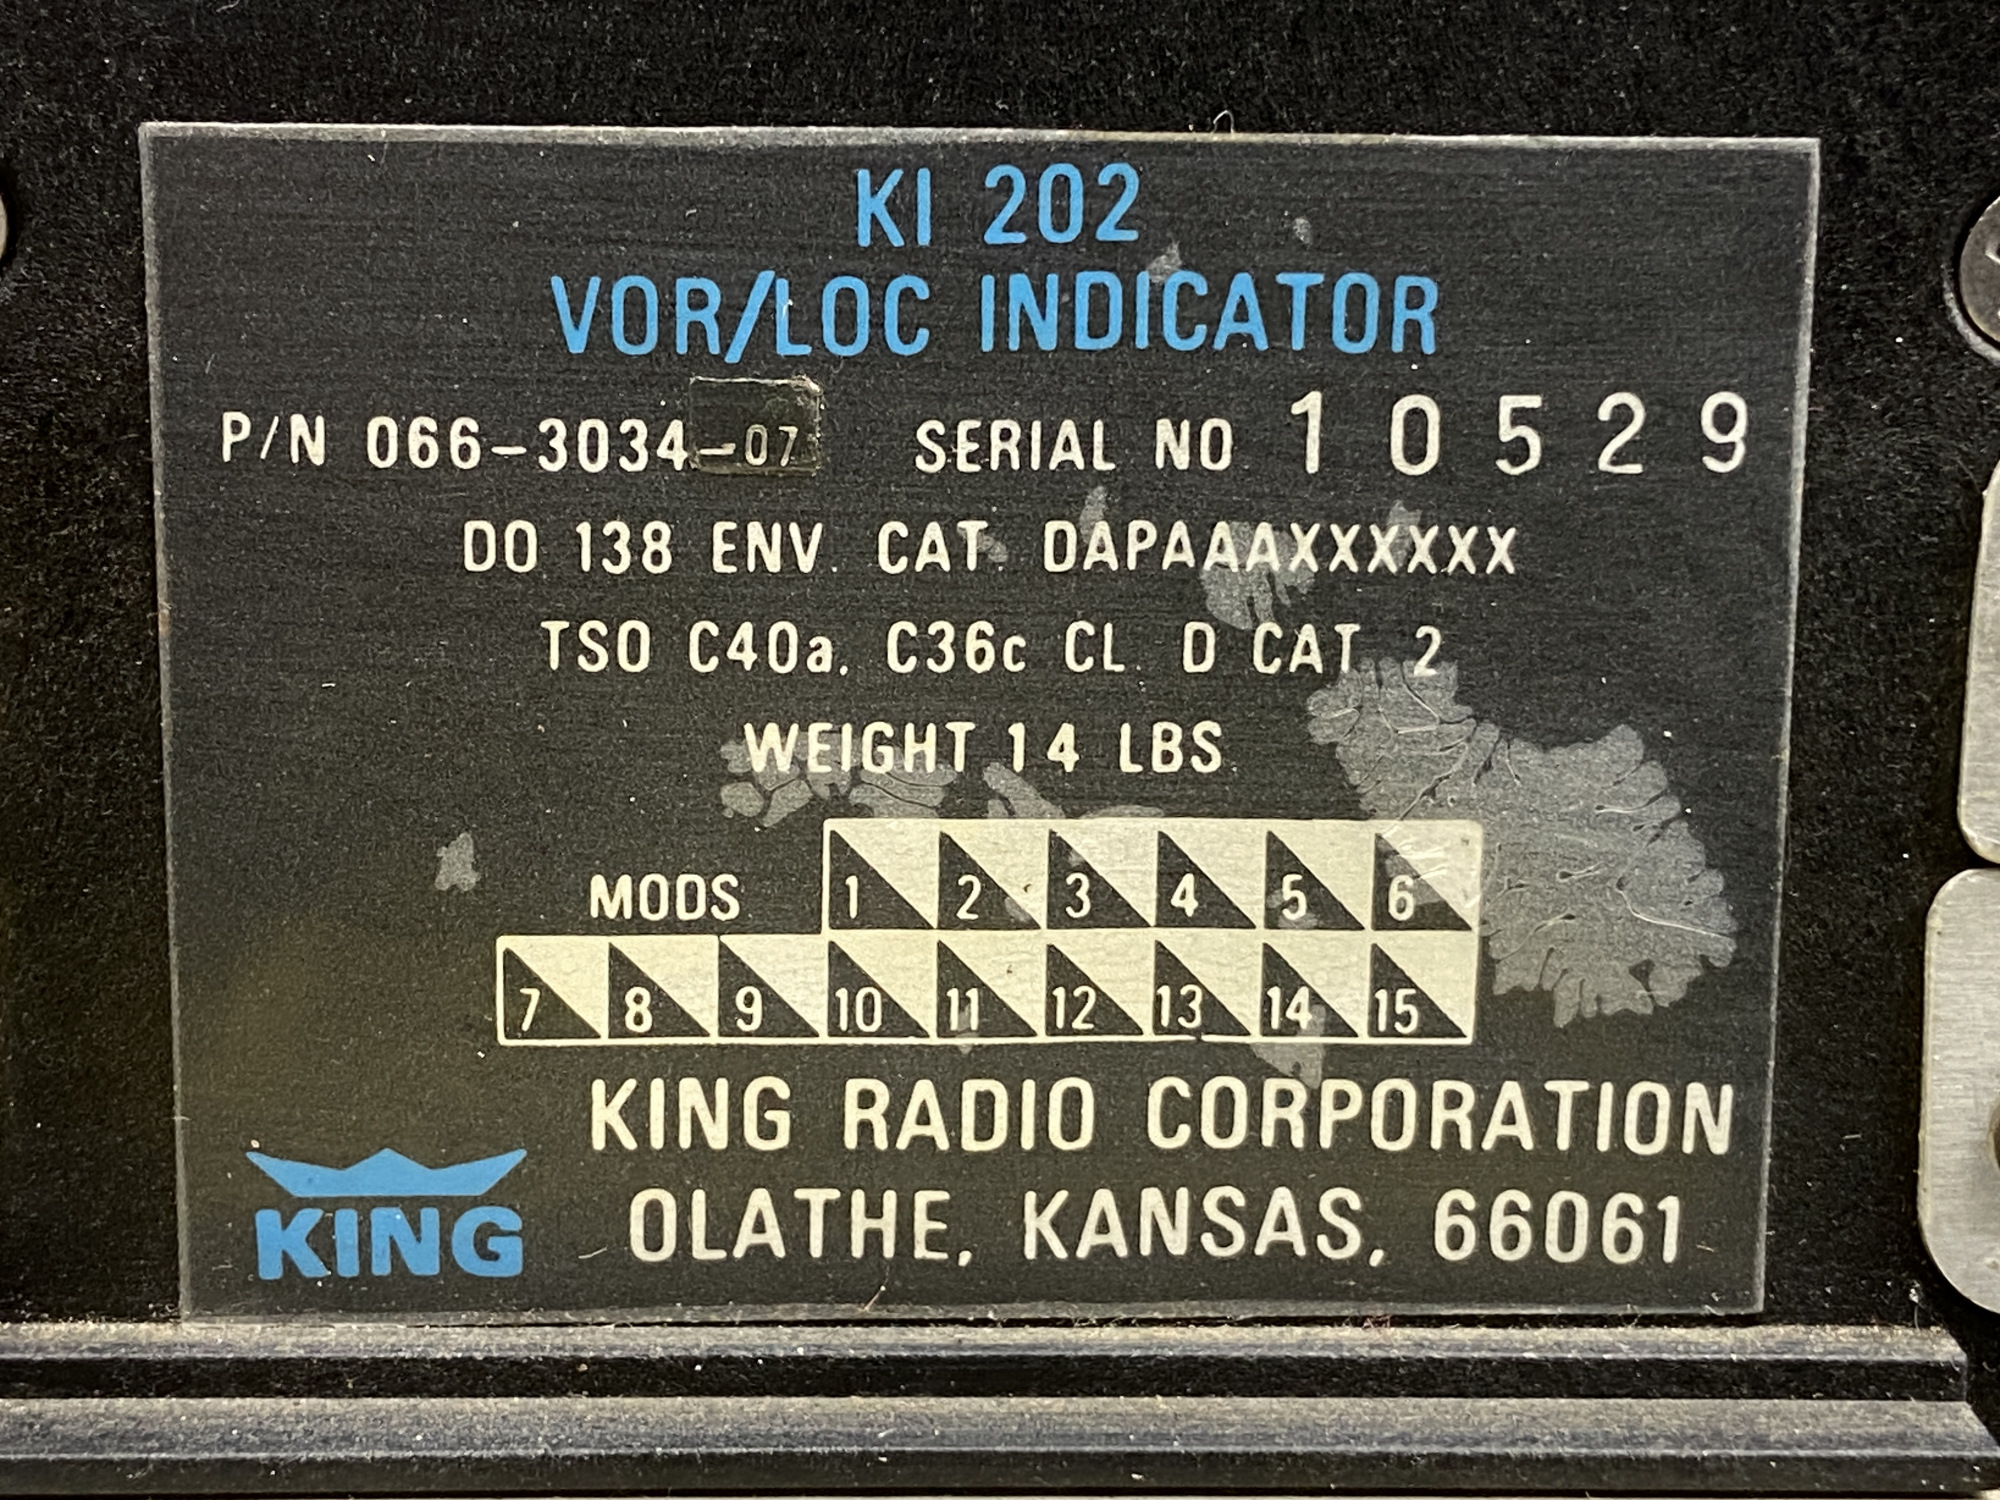 KI 202
VOR/LOC INDICATOR
P/N 066-3034-07 SERIAL NO 10529
DO 138 ENV. CAT. DAPAAAXXXXXX
TSO C40a, C36c CL. D CAT. 2
WEIGHT 1 4 LBS.
MODS 1 2 3 4 5 6
7 8 9 10 11 12 13 14 15
KING RADIO CORPORATION
KING OLATHE, KANSAS, 66061